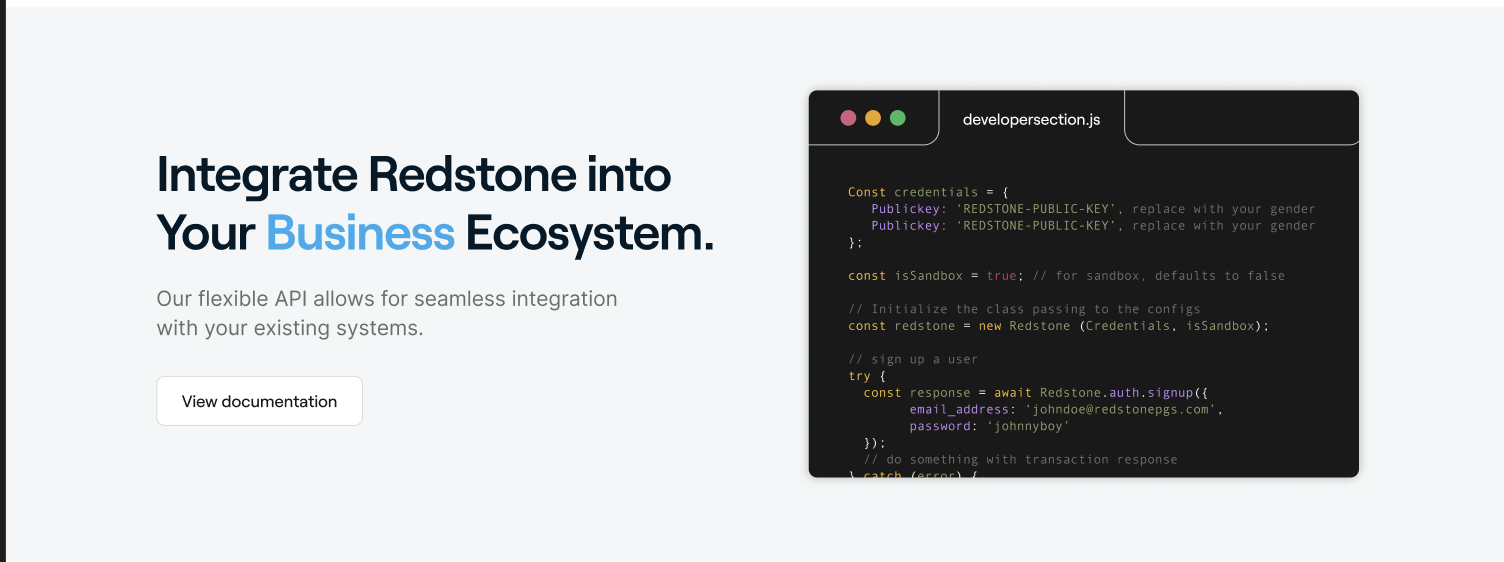 Integrate Redstone into
Your Business Ecosystem.
Our flexible API allows for seamless integration
with your existing systems.
View documentation
developersection.js
Const credentials = {
Publickey: ‘REDSTONE-PUBLIC-KEY’, replace with your gender
Publickey: ‘REDSTONE-PUBLIC-KEY’, replace with your gender
};
const isSandbox = true; // for sandbox, defaults to false
// Initialize the class passing to the configs
const redstone = new Redstone (Credentials, isSandbox);
// sign up a user
try {
const response = await Redstone.auth.signup({
email_address: ‘johndoe@redstonepgs.com’,
password: ‘johnnyboy’
});
// do something with transaction response
} catch (error) {